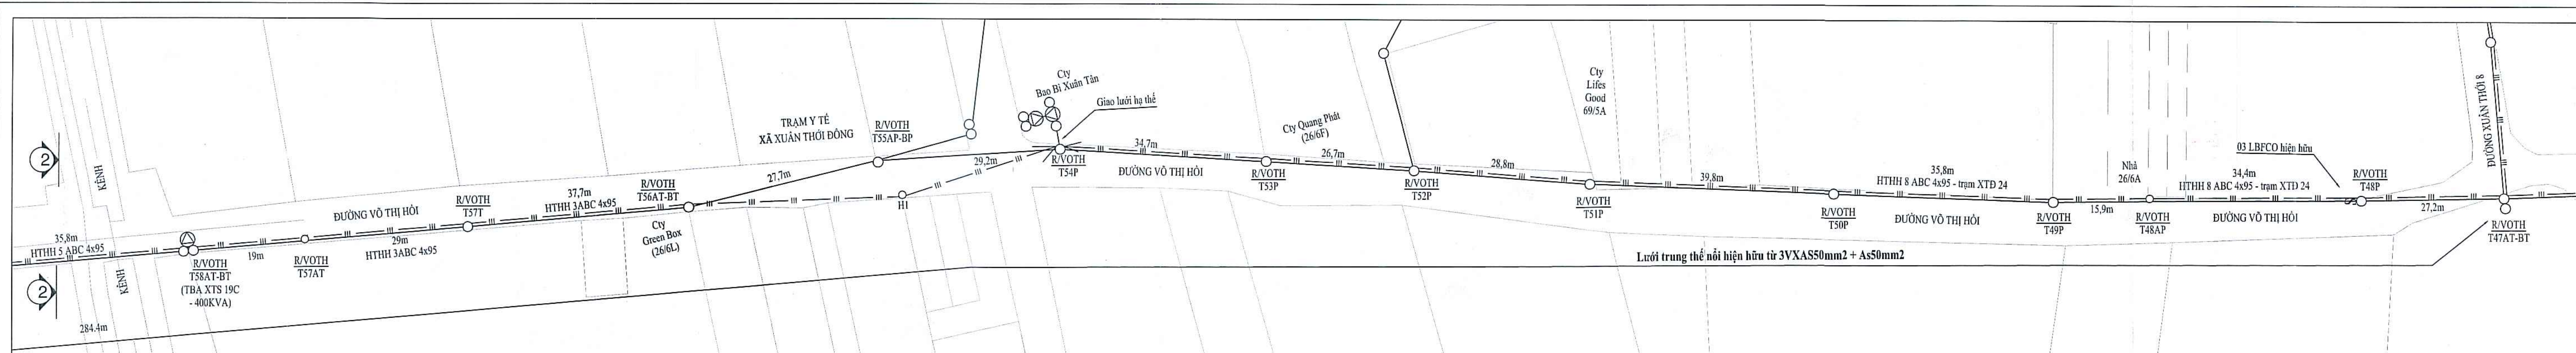 2
2
KÊNH
KÊNH
35,8m
HTHH 5 ABC 4x95
284.4m
R/VOTH
T58AT-BT
(TBA XTS 19C
- 400KVA)
19m
R/VOTH
T57AT
ĐƯỜNG VÕ THỊ HỒI
29m
HTHH 3ABC 4x95
R/VOTH
T57T
37,7m
HTHH 3ABC 4x95
R/VOTH
T56AT-BT
Cty
Green Box
(26/6L)
27,7m
TRẠM Y TẾ
XÃ XUÂN THỚI ĐÔNG
R/VOTH
T55AP-BP
H1
29,2m
Cty
Bao Bì Xuân Tân
Giao lưới hạ thế
R/VOTH
T54P
34,7m
ĐƯỜNG VÕ THỊ HỒI
Cty Quang Phát
(26/6F)
R/VOTH
T53P
26,7m
R/VOTH
T52P
28,8m
Cty
Lifes
Good
69/5A
R/VOTH
T51P
39,8m
R/VOTH
T50P
35,8m
HTHH 8 ABC 4x95 - trạm XTĐ 24
ĐƯỜNG VÕ THỊ HỒI
R/VOTH
T49P
15,9m
Nhà
26/6A
R/VOTH
T48AP
34,4m
HTHH 8 ABC 4x95 - trạm XTĐ 24
ĐƯỜNG VÕ THỊ HỒI
03 LBFCO hiện hữu
R/VOTH
T48P
27,2m
ĐƯỜNG XUÂN THỚI 8
R/VOTH
T47AT-BT
Lưới trung thế nổi hiện hữu từ 3VXAS50mm2 + As50mm2